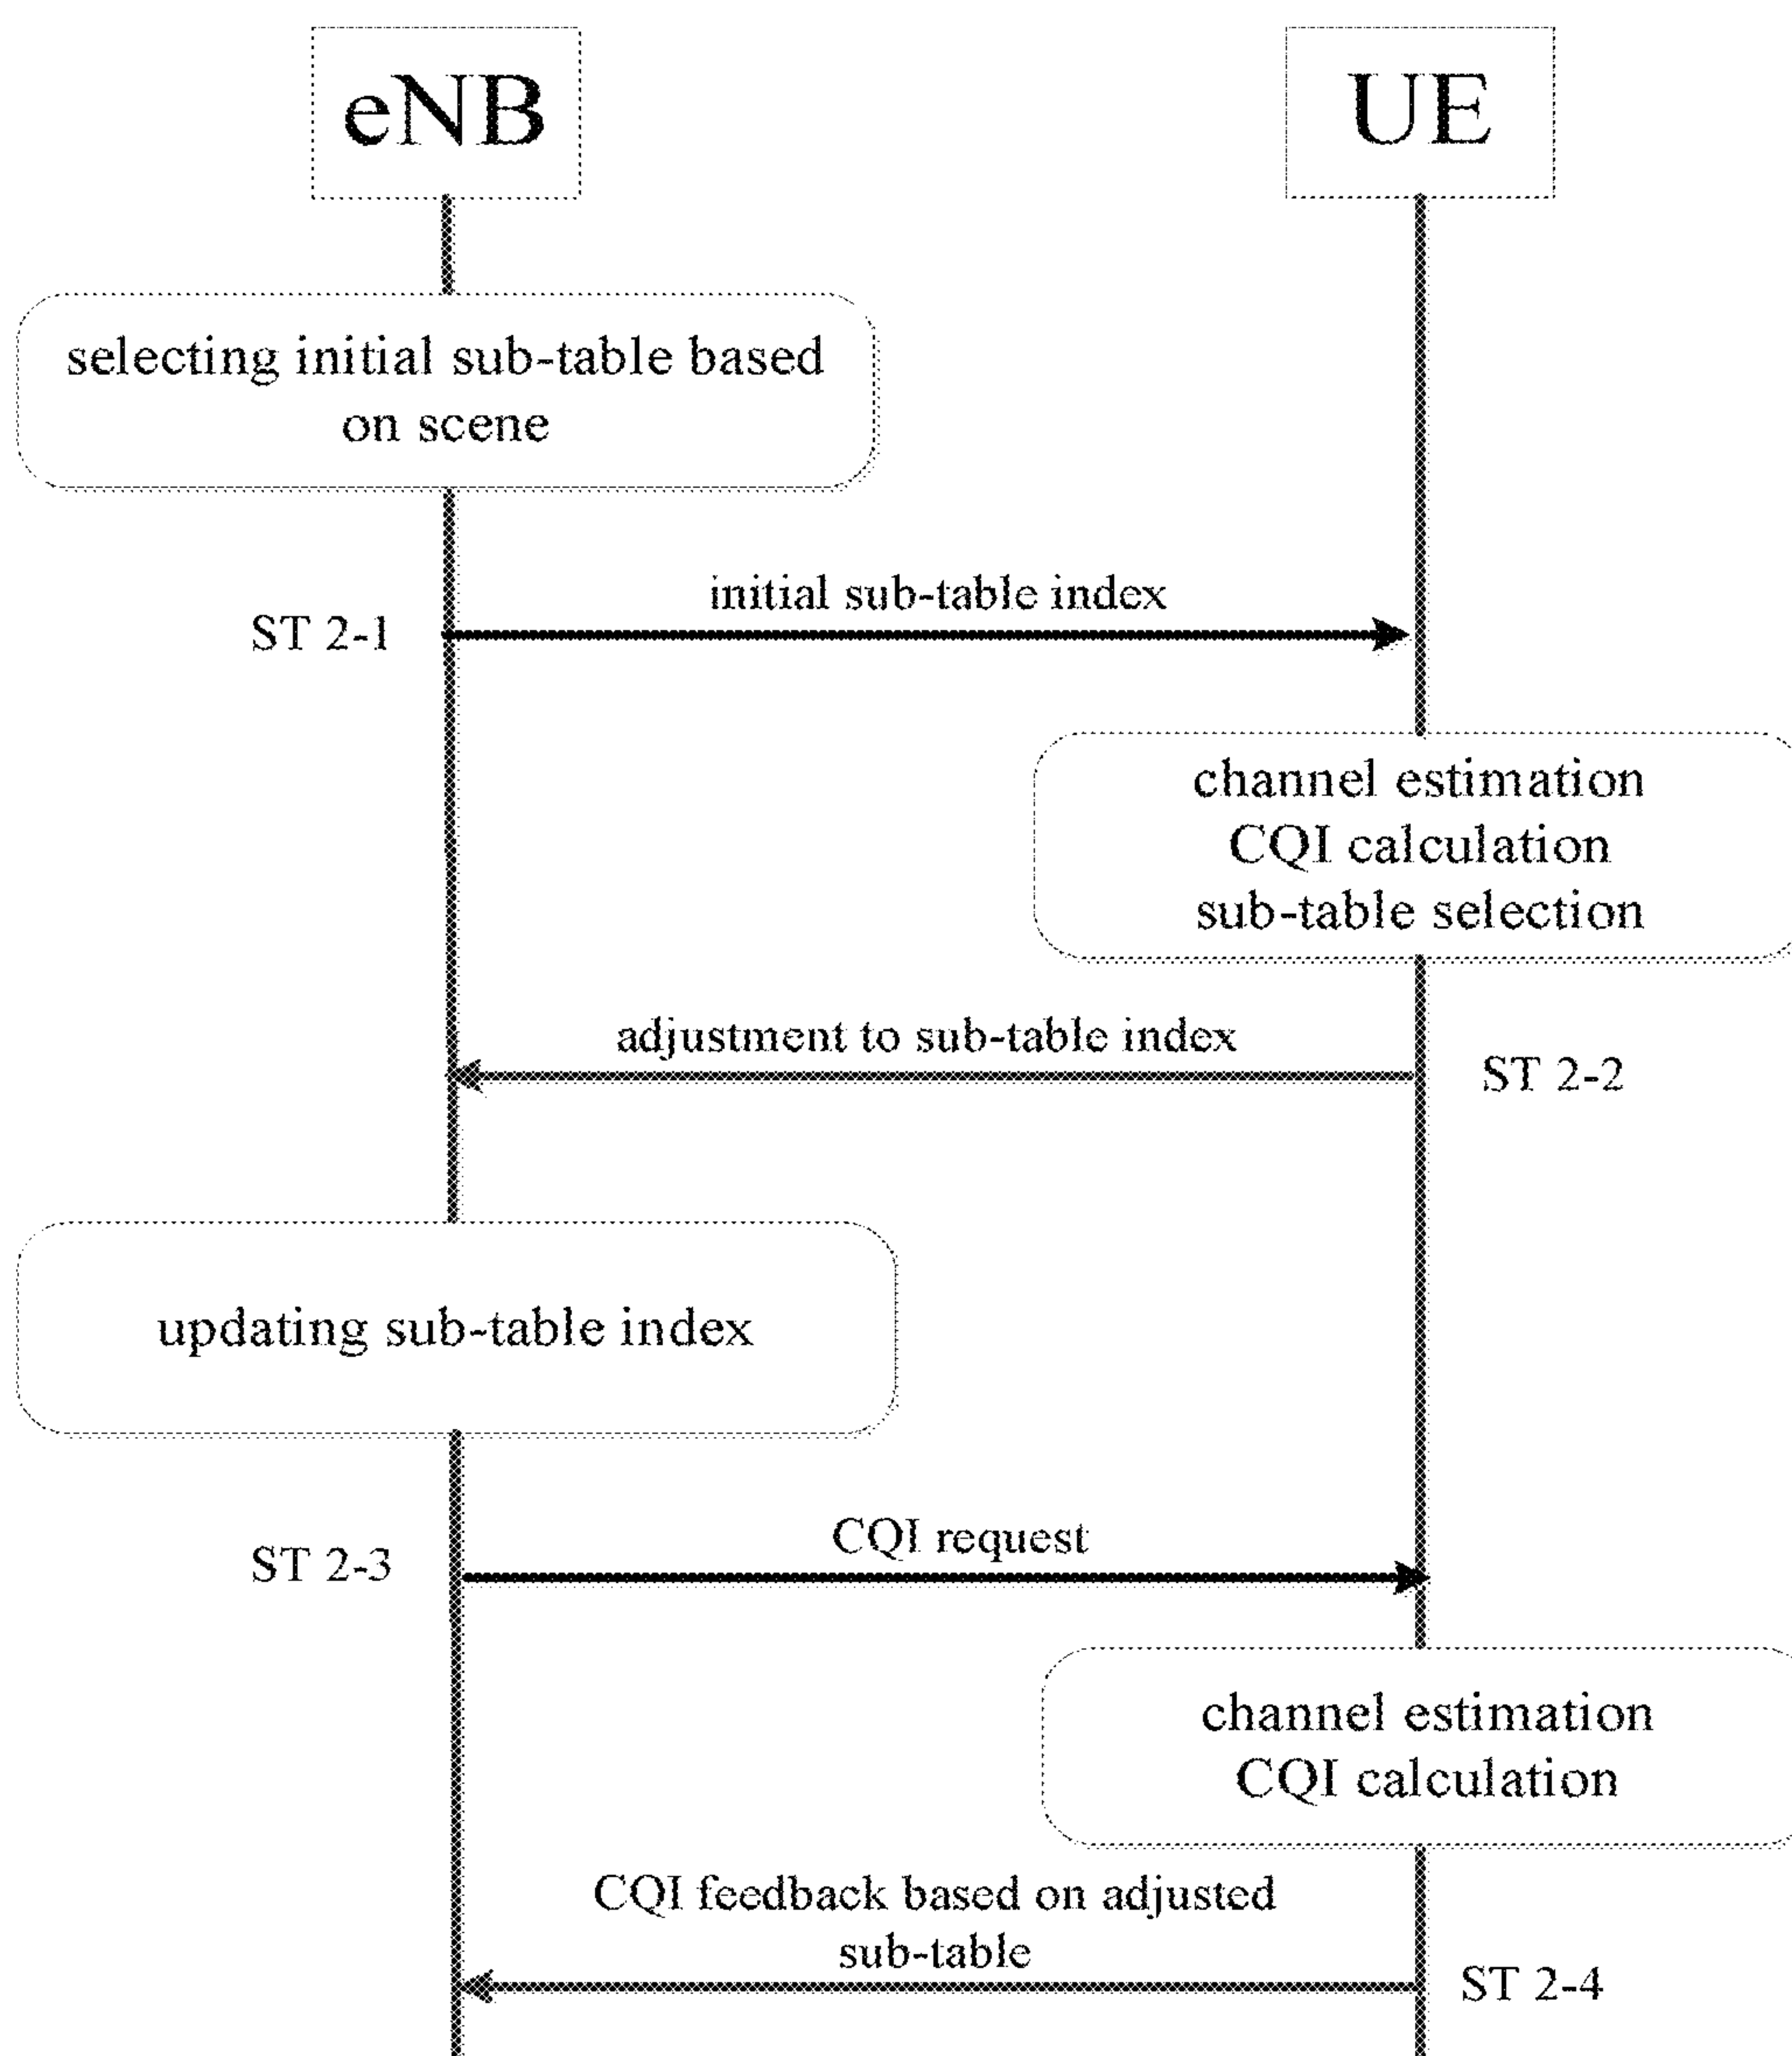 eNB
UE
selecting initial sub-table based
on scene
initial sub-table index
ST 2-1
channel estimation
CQI calculation
sub-table selection
adjustment to sub-table index
ST 2-2
updating sub-table index
CQI request
ST 2-3
channel estimation
CQI calculation
CQI feedback based on adjusted
sub-table
ST 2-4